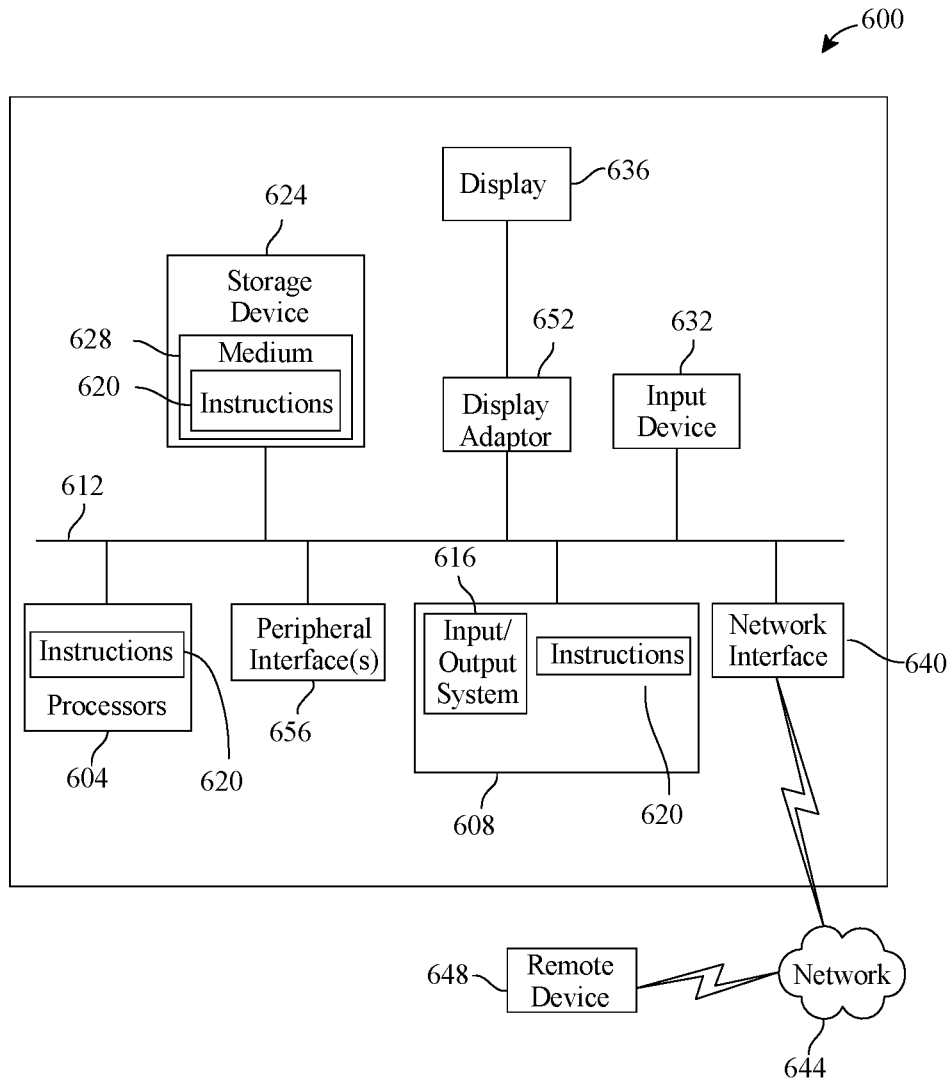 600
Display
636
624
Storage
Device
628
Medium
620
Instructions
652
Display
Adaptor
632
Input
Device
612
616
Instructions
Processors
604
620
Peripheral
Interface(s)
656
Input/
Output
System
Instructions
608
620
Network
Interface
640
648
Remote
Device
Network
644